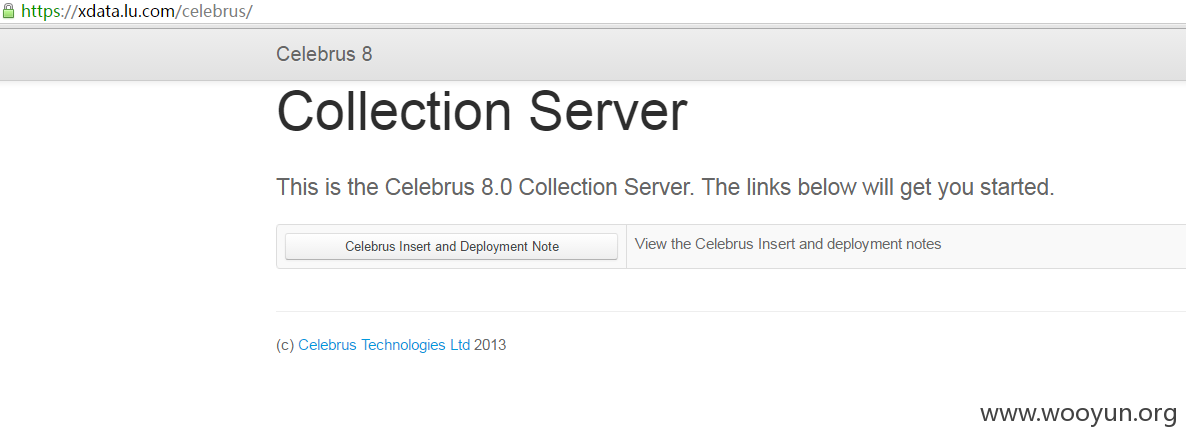 https://xdata.lu.com/celebrus/
Celebrus 8
Collection Server
This is the Celebrus 8.0 Collection Server. The links below will get you started.
Celebrus Insert and Deployment Note View the Celebrus Insert and deployment notes
(c) Celebrus Technologies Ltd 2013
www.wooyun.org